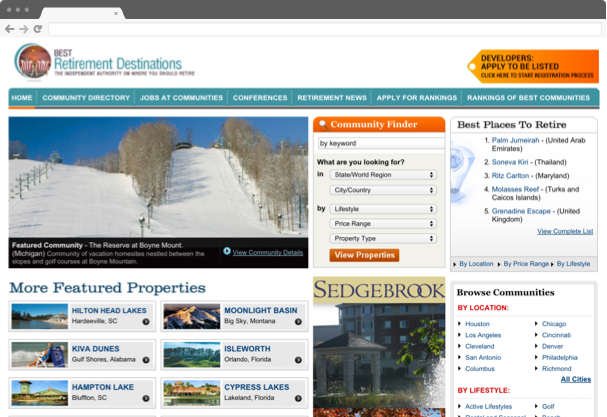 BEST
Retirement Destinations
THE INDEPENDENT AUTHORITY ON WHERE YOU SHOULD RETIRE
DEVELOPERS:
APPLY TO BE LISTED
CLICK HERE TO START REGISTRATION PROCESS
HOME
COMMUNITY DIRECTORY
JOBS AT COMMUNITIES
CONFERENCES
RETIREMENT NEWS
APPLY FOR RANKINGS
RANKINGS OF BEST COMMUNITIES
Featured Community - The Reserve at Boyne Mount.
(Michigan) Community of vacation homesites nestled between the
slopes and golf courses at Boyne Mountain.
View Community Details
Community Finder
by keyword
What are you looking for?
in State/World Region
City/Country
by Lifestyle
Price Range
Property Type
View Properties
Best Places To Retire
1. Palm Jumeirah - (United Arab
Emirates)
2. Soneva Kiri - (Thailand)
3. Ritz Carlton - (Maryland)
4. Molasses Reef - (Turks and
Caicos Islands)
5. Grenadine Escape - (United
Kingdom)
View Complete List
By Location
By Price Range
By Lifestyle
More Featured Properties
HILTON HEAD LAKES
Hardeeville, SC
MOONLIGHT BASIN
Big Sky, Montana
KIVA DUNES
Gulf Shores, Alabama
ISLEWORTH
Orlando, Florida
HAMPTON LAKE
Bluffton, SC
CYPRESS LAKES
Lakeland, Florida
SEDGEBROOK
Browse Communities
BY LOCATION:
Houston
Chicago
Los Angeles
Cincinnati
Cleveland
Denver
San Antonio
Philadelphia
Columbus
Richmond
All Cities
BY LIFESTYLE:
Active Lifestyles
Golf